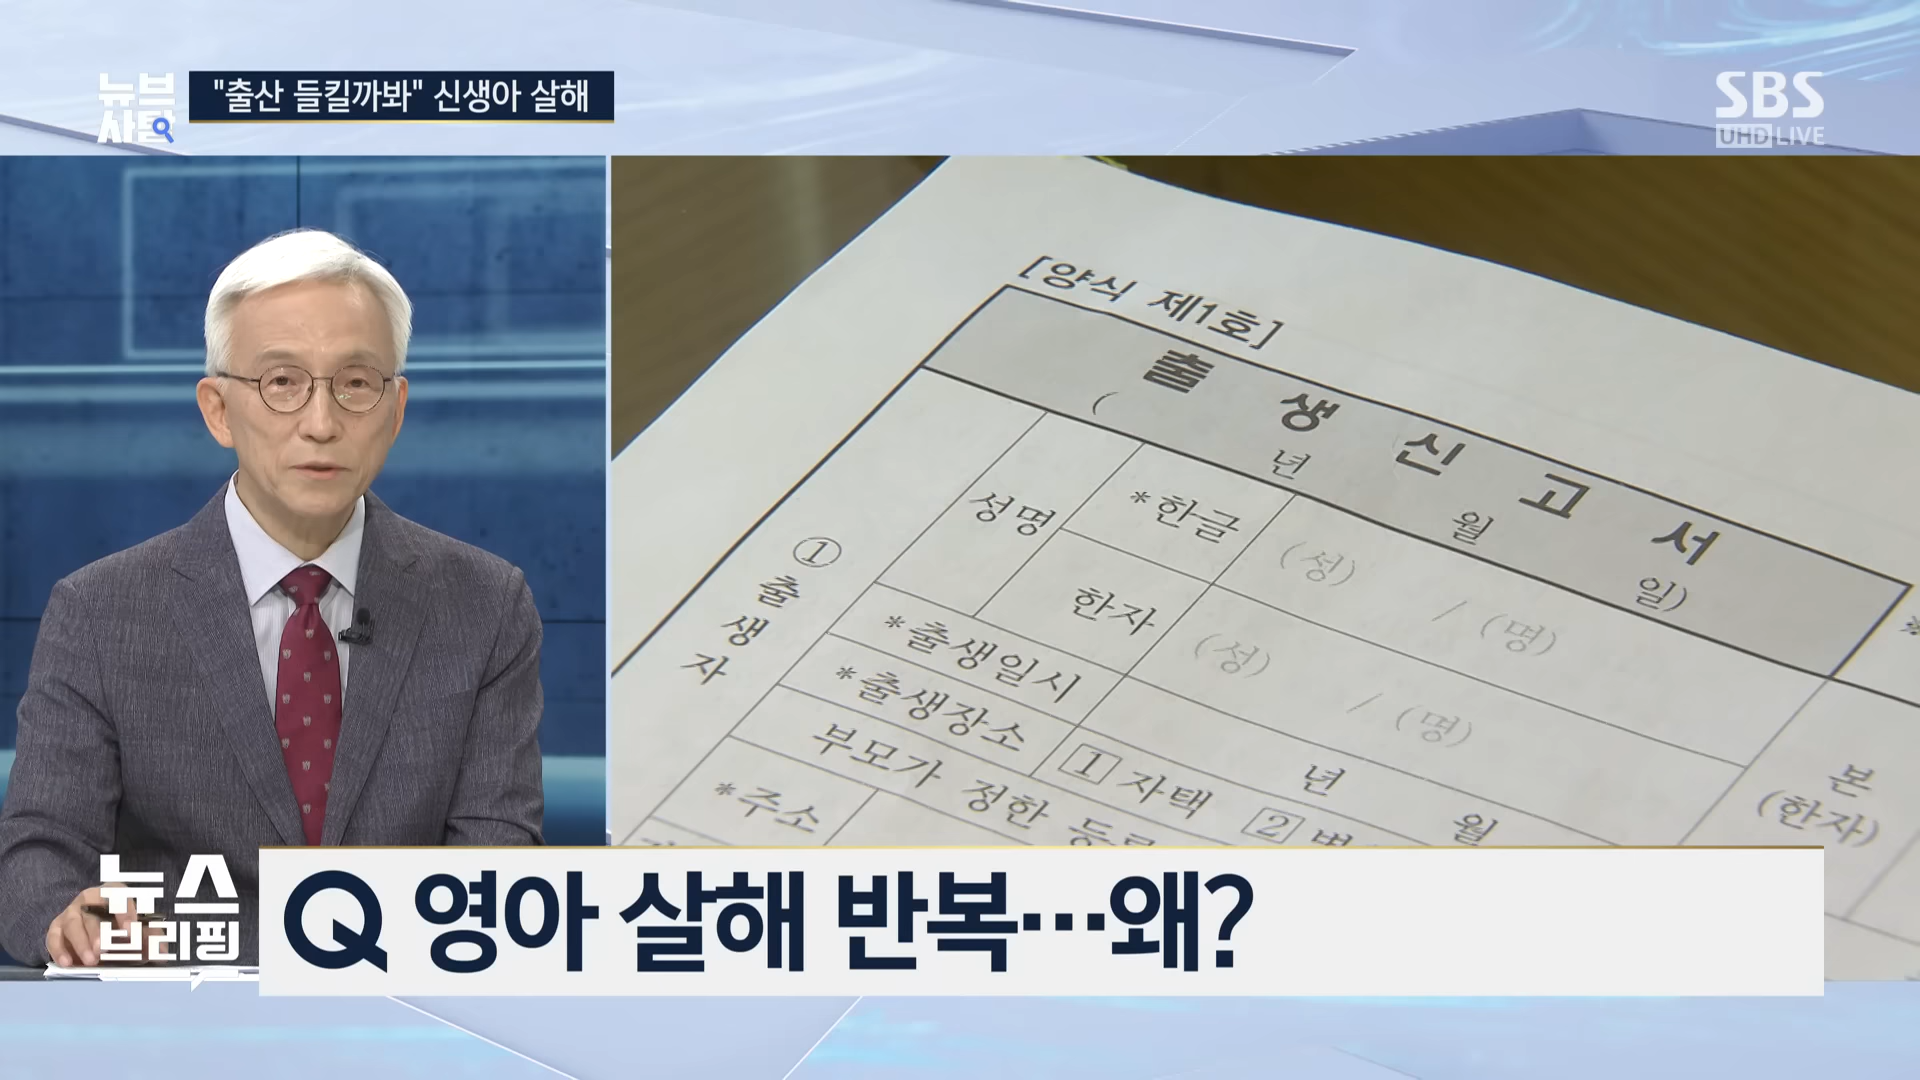 뉴브
사탐
"출산 들킬까봐" 신생아 살해
SBS
UHD LIVE
[양식 제1호]
출 생 신 고 서
( 년 월 일)
① 출생자
성명
*한글
(성) / (명)
한자
(성) / (명)
본
(한자)
*출생일시
년 월
*출생장소
1 자택 2
부모가 정한
*주소
뉴스
브리핑
Q 영아 살해 반복…왜?